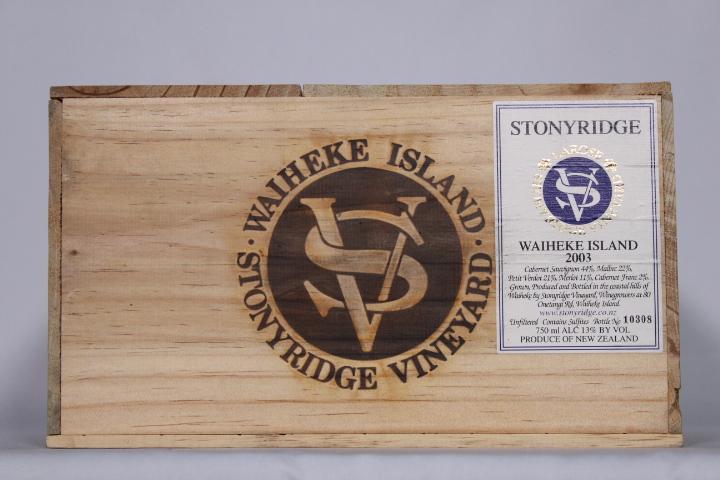 WAIHEKE ISLAND
SV
STONYRIDGE VINEYARD
STONYRIDGE
LAROSE
SV
WAIHEKE ISLAND
2003
Cabernet Sauvignon 44%, Malbec 22%,
Petit Verdot 21%, Merlot 11%, Cabernet Franc 2%.
Grown, Produced and Bottled in the coastal hills of
Waiheke by Stonyridge Vineyard, Winegrowers at 80
Onetangi Rd, Waiheke Island.
www.stonyridge.co.nz
Unfiltered Contains Sulfites Bottle No 10308
750 ml ALC 13% BY VOL
PRODUCE OF NEW ZEALAND